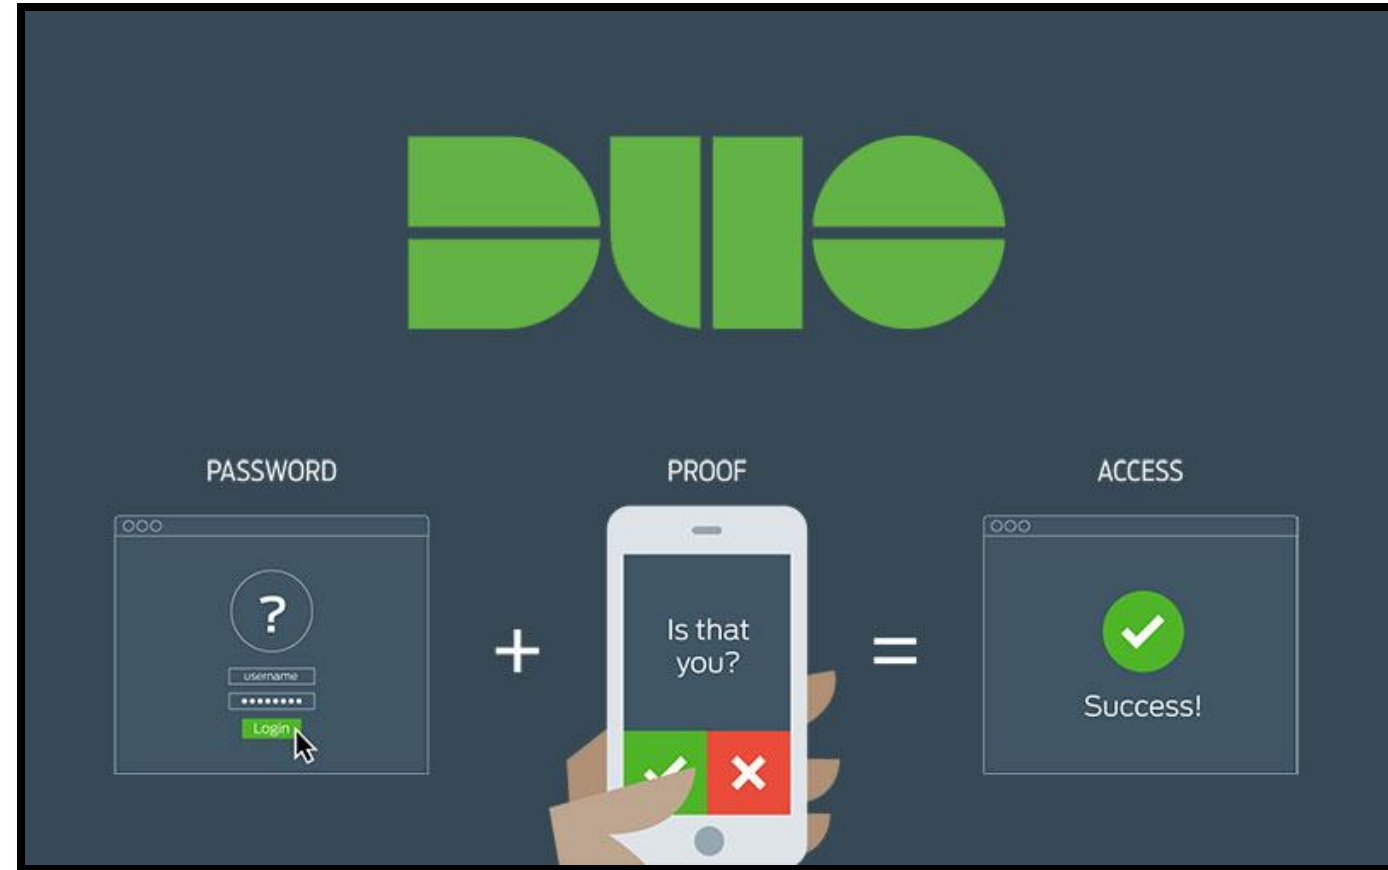 DUO
PASSWORD
PROOF
ACCESS
?
username
Login
+
Is that
you?
=
Success!